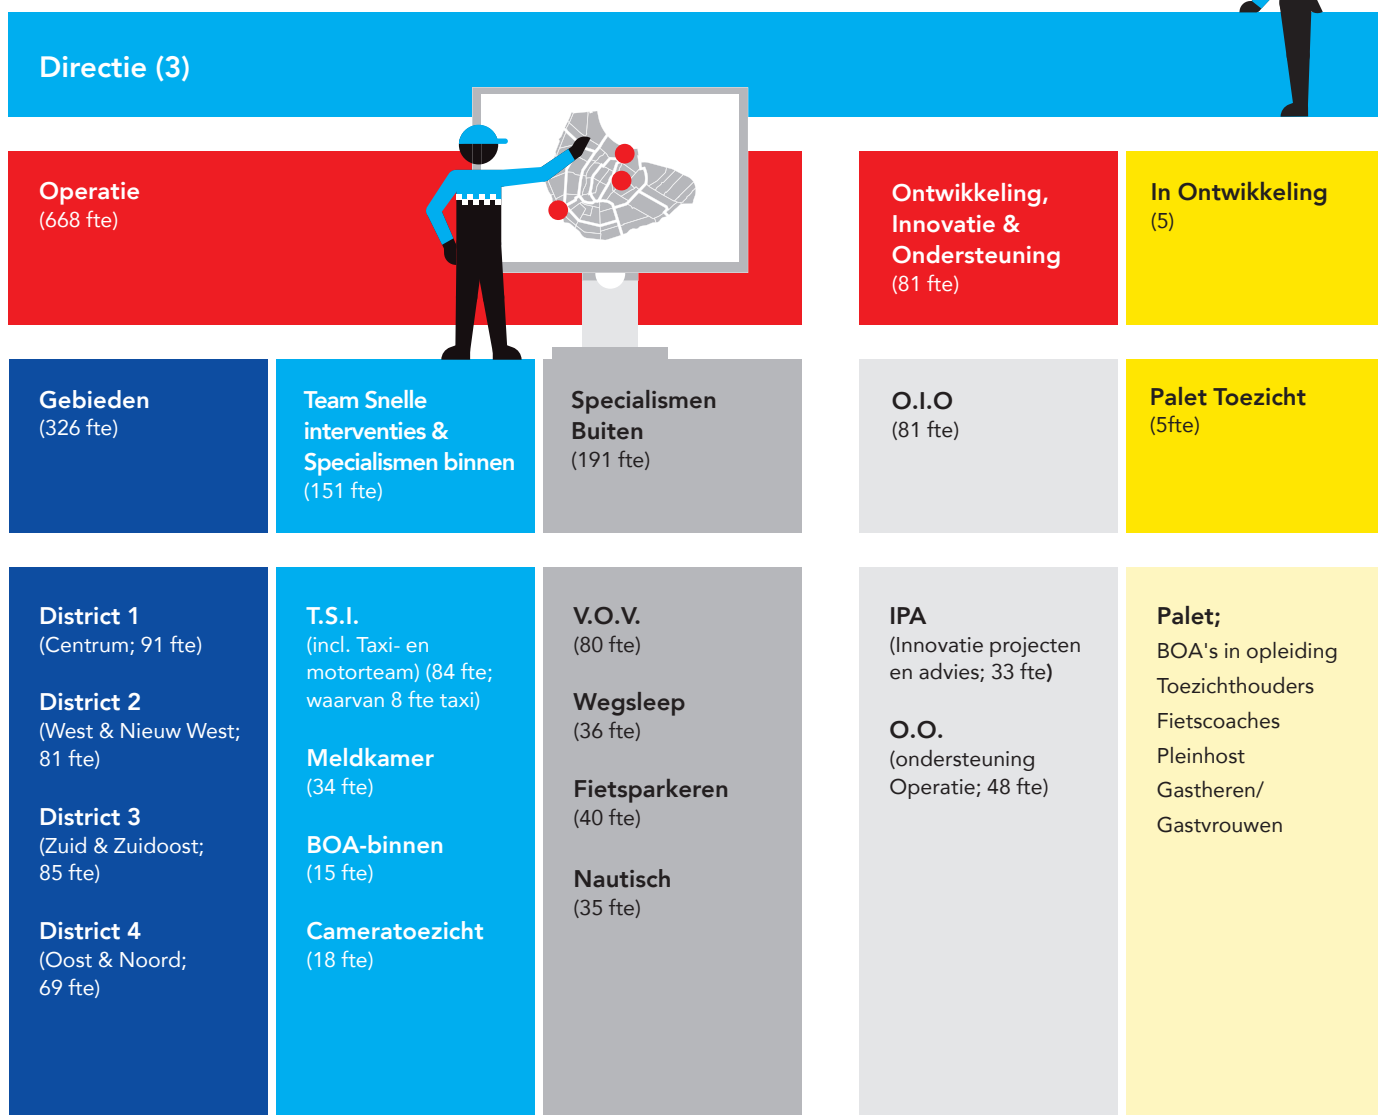 Directie (3)
Operatie
(668 fte)
Ontwikkeling,
Innovatie &
Ondersteuning
(81 fte)
In Ontwikkeling
(5)
Gebieden
(326 fte)
Team Snelle
interventies &
Specialismen binnen
(151 fte)
Specialismen
Buiten
(191 fte)
O.I.O
(81 fte)
Palet Toezicht
(5fte)
District 1
(Centrum; 91 fte)
District 2
(West & Nieuw West;
81 fte)
District 3
(Zuid & Zuidoost;
85 fte)
District 4
(Oost & Noord;
69 fte)
T.S.I.
(incl. Taxi- en
motorteam) (84 fte;
waarvan 8 fte taxi)
Meldkamer
(34 fte)
BOA-binnen
(15 fte)
Cameratoezicht
(18 fte)
V.O.V.
(80 fte)
Wegsleep
(36 fte)
Fietsparkeren
(40 fte)
Nautisch
(35 fte)
IPA
(Innovatie projecten
en advies; 33 fte)
O.O.
(ondersteuning
Operatie; 48 fte)
Palet;
BOA's in opleiding
Toezichthouders
Fietscoaches
Pleinhost
Gastheren/
Gastvrouwen